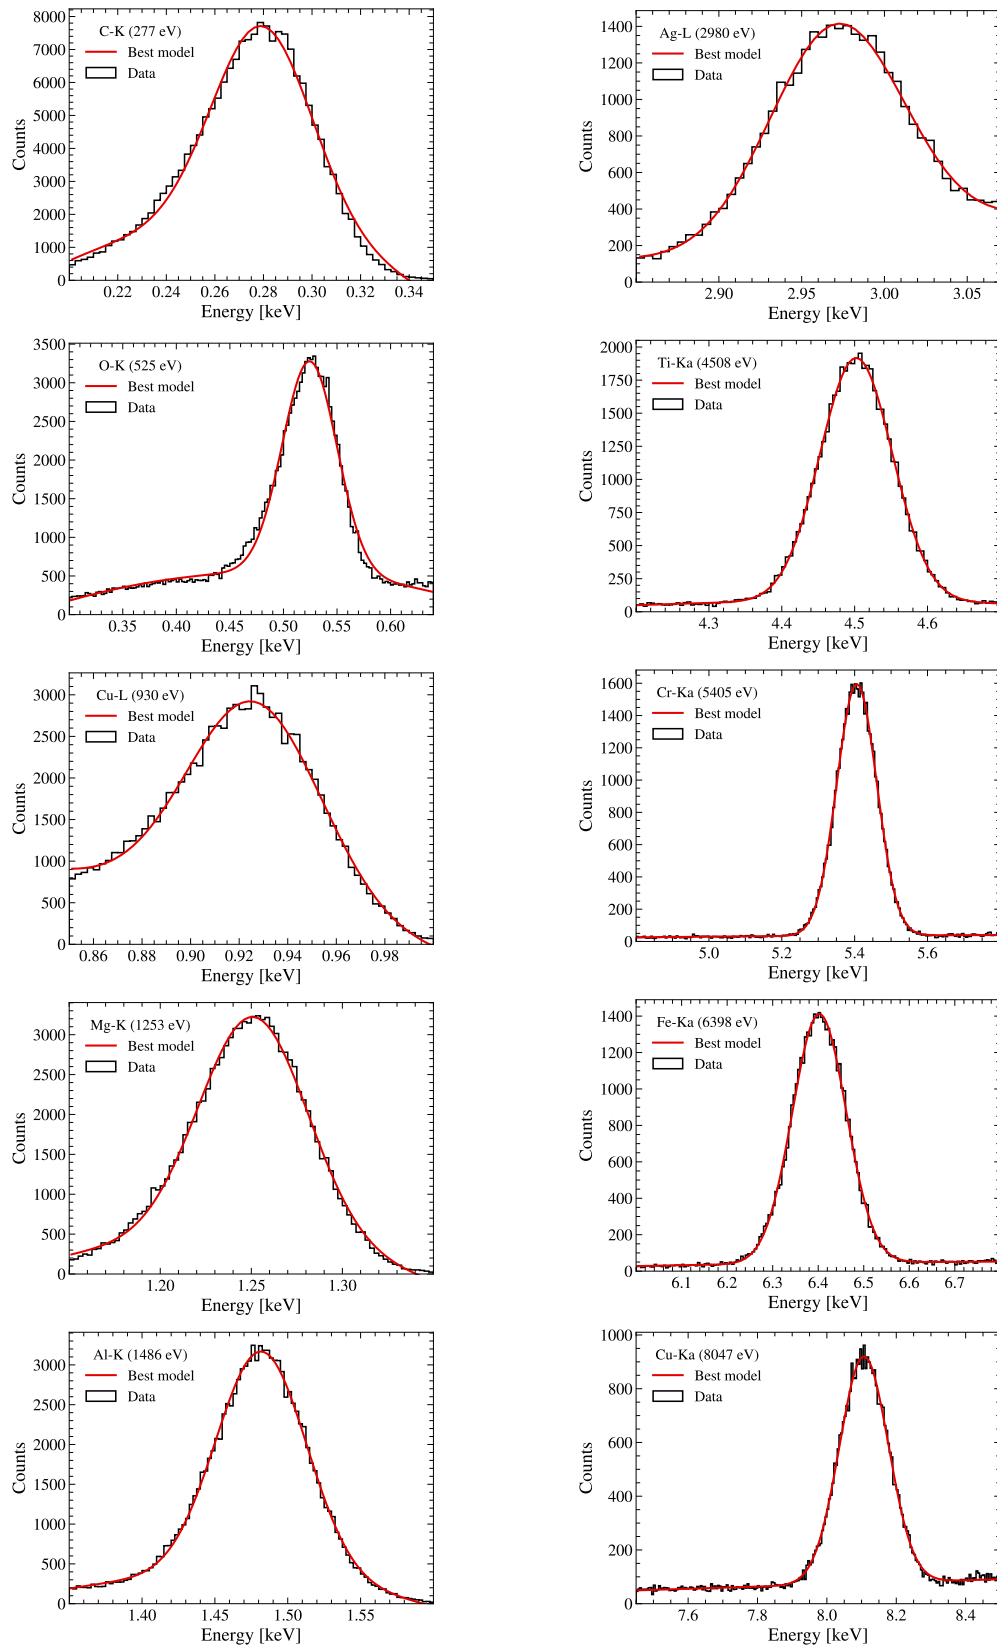 C-K (277 eV)
Best model
Data
Counts
8000
7000
6000
5000
4000
3000
2000
1000
0
0.22 0.24 0.26 0.28 0.30 0.32 0.34
Energy [keV]
Ag-L (2980 eV)
Best model
Data
Counts
1400
1200
1000
800
600
400
200
0
2.90 2.95 3.00 3.05
Energy [keV]
O-K (525 eV)
Best model
Data
Counts
3500
3000
2500
2000
1500
1000
500
0
0.35 0.40 0.45 0.50 0.55 0.60
Energy [keV]
Ti-Ka (4508 eV)
Best model
Data
Counts
2000
1750
1500
1250
1000
750
500
250
0
4.3 4.4 4.5 4.6
Energy [keV]
Cu-L (930 eV)
Best model
Data
Counts
3000
2500
2000
1500
1000
500
0
0.86 0.88 0.90 0.92 0.94 0.96 0.98
Energy [keV]
Cr-Ka (5405 eV)
Best model
Data
Counts
1600
1400
1200
1000
800
600
400
200
0
5.0 5.2 5.4 5.6
Energy [keV]
Mg-K (1253 eV)
Best model
Data
Counts
3000
2500
2000
1500
1000
500
0
1.20 1.25 1.30
Energy [keV]
Fe-Ka (6398 eV)
Best model
Data
Counts
1400
1200
1000
800
600
400
200
0
6.1 6.2 6.3 6.4 6.5 6.6 6.7
Energy [keV]
Al-K (1486 eV)
Best model
Data
Counts
3000
2500
2000
1500
1000
500
0
1.40 1.45 1.50 1.55
Energy [keV]
Cu-Ka (8047 eV)
Best model
Data
Counts
1000
800
600
400
200
0
7.6 7.8 8.0 8.2 8.4
Energy [keV]